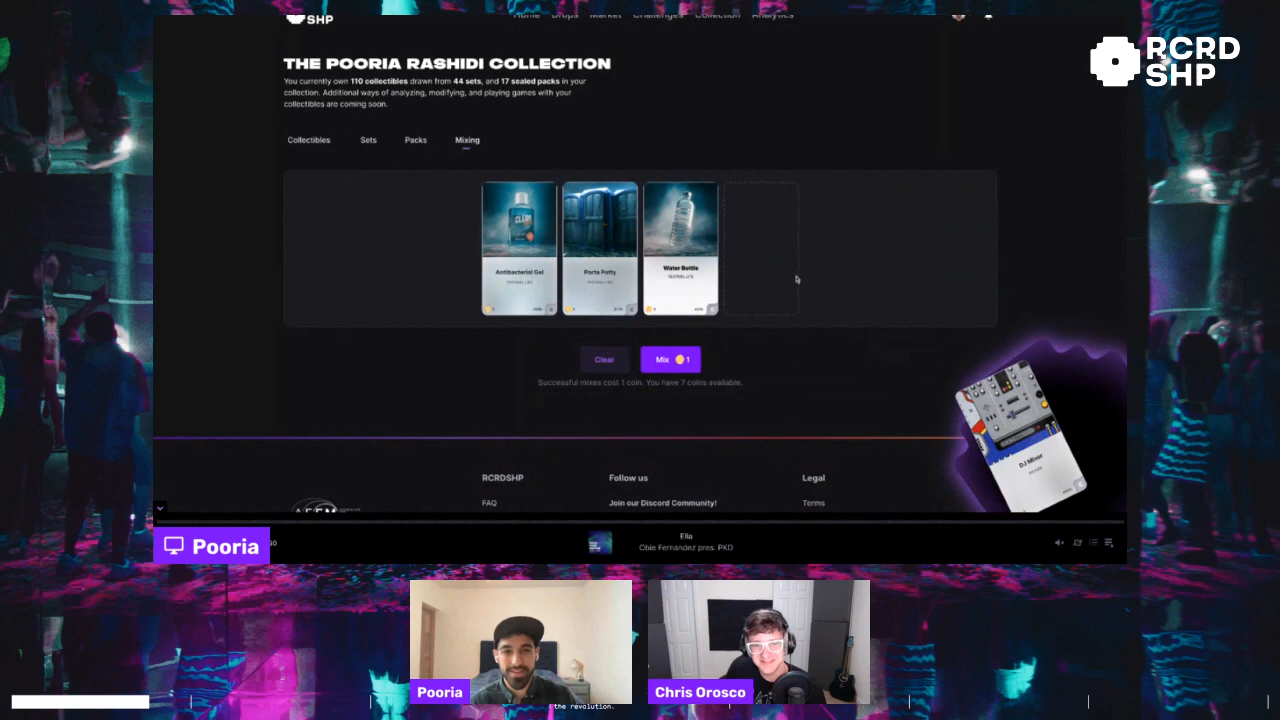 SHP
Home Drops Market Challenges Collection Analytics
RCRD
SHP
THE POORIA RASHIDI COLLECTION
You currently own 110 collectibles drawn from 44 sets, and 17 sealed packs in your
collection. Additional ways of analyzing, modifying, and playing games with your
collectibles are coming soon.
Collectibles Sets Packs Mixing
CLEAN
Antibacterial Gel
Porta Potty
Water Bottle
FESTIVAL LIFE
Clear
Mix 1
Successful mixes cost 1 coin. You have 7 coins available.
DJ Mixer
RCRDSHP Follow us Legal
AFEM
FAQ Join our Discord Community! Terms
Ella
Obie Fernandez pres. PKD
Pooria
Pooria
Chris Orosco
the revolution.